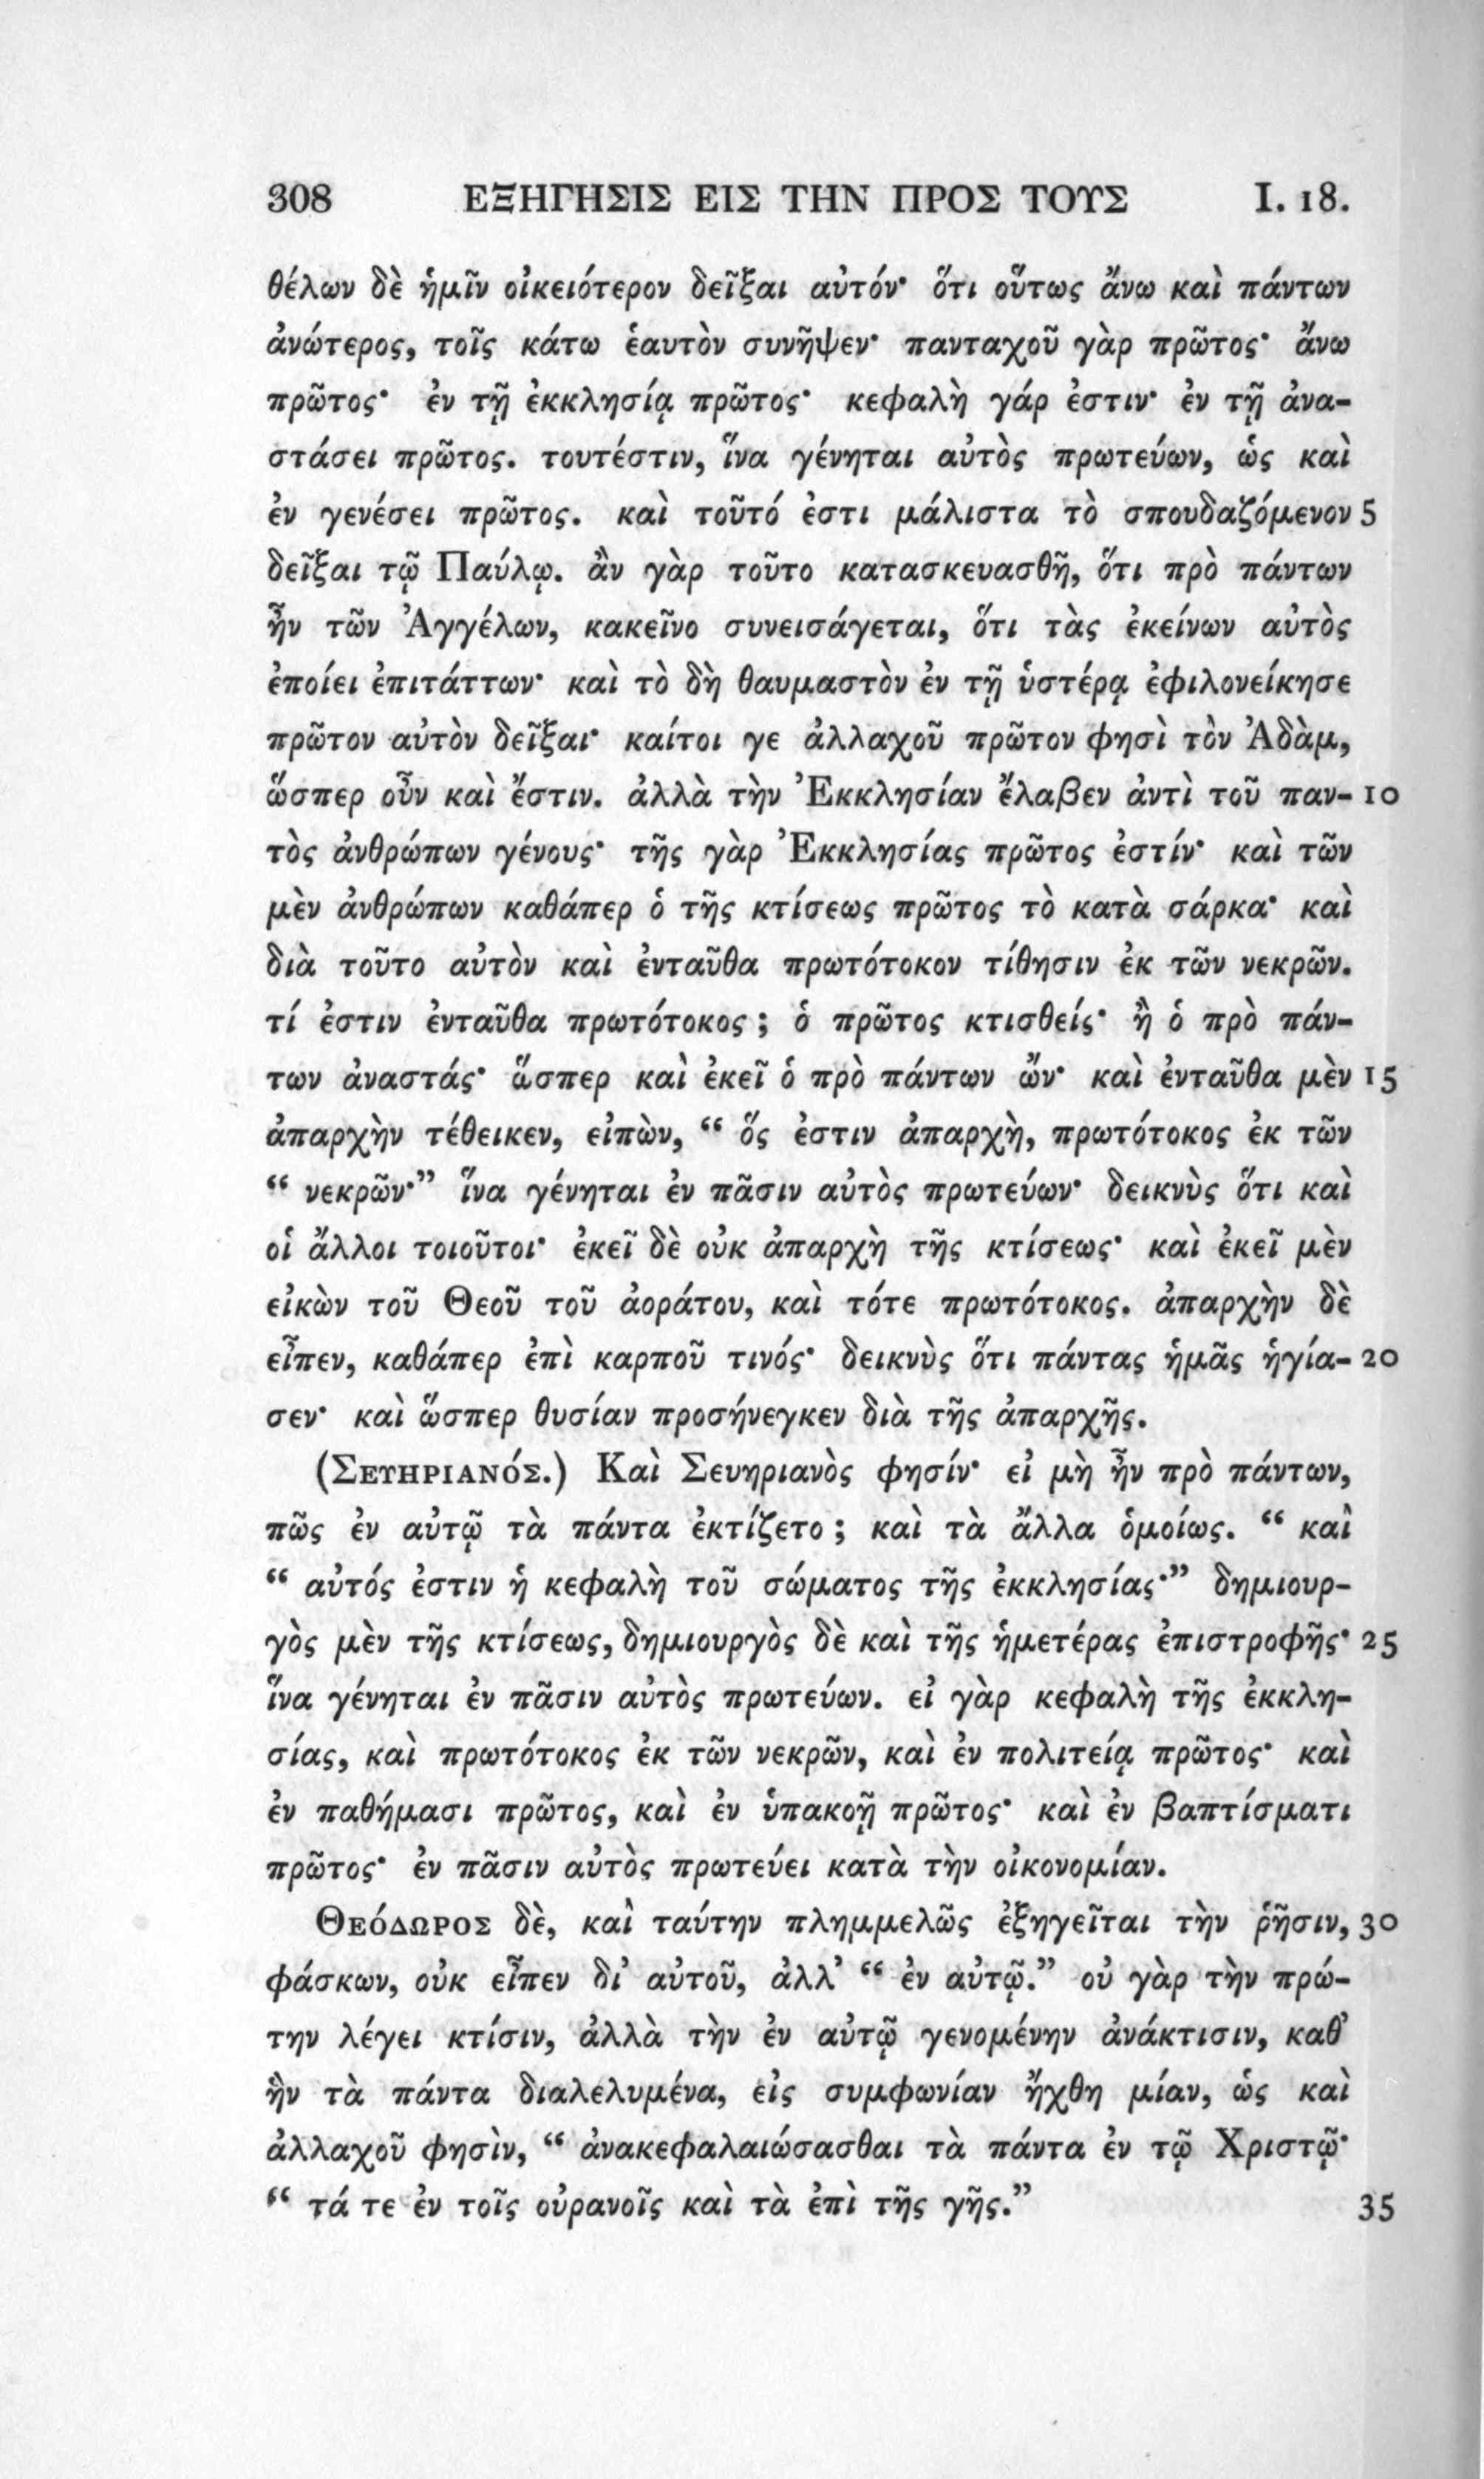 308 ΕΞΗΓΗΣΙΣ ΕΙΣ ΤΗΝ ΠΡΟΣ ΤΟΥΣ I. 18.
θέλων δὲ ἡμῖν οἰκειότερον δεῖξαι αὐτόν· ὅτι οὕτως ἄνω καὶ πάντων
ἀνώτερος, τοῖς κάτω ἑαυτὸν συνῆψεν· πανταχοῦ γὰρ πρῶτος· ἄνω
πρῶτος· ἐν τῇ ἐκκλησίᾳ πρῶτος· κεφαλὴ γάρ ἐστιν· ἐν τῇ ἀνα-
στάσει πρῶτος. τουτέστιν, ἵνα γένηται αὐτὸς πρωτεύων, ὡς καὶ
ἐν γενέσει πρῶτος. καὶ τοῦτό ἐστι μάλιστα τὸ σπουδαζόμενον 5
δεῖξαι τῷ Παύλῳ. ἂν γὰρ τοῦτο κατασκευασθῇ, ὅτι πρὸ πάντων
ἦν τῶν Ἀγγέλων, κακεῖνο συνεισάγεται, ὅτι τὰς ἐκείνων αὐτὸς
ἐποίει ἐπιτάττων· καὶ τὸ δὴ θαυμαστὸν ἐν τῇ ὑστέρᾳ ἐφιλονείκησε
πρῶτον αὐτὸν δεῖξαι· καίτοι γε ἀλλαχοῦ πρῶτον φησὶ τὸν Ἀδὰμ,
ὥσπερ οὖν καὶ ἔστιν. ἀλλὰ τὴν Ἐκκλησίαν ἔλαβεν ἀντὶ τοῦ παν- 10
τὸς ἀνθρώπων γένους· τῆς γὰρ Ἐκκλησίας πρῶτος ἐστίν· καὶ τῶν
μὲν ἀνθρώπων καθάπερ ὁ τῆς κτίσεως πρῶτος τὸ κατὰ σάρκα· καὶ
διὰ τοῦτο αὐτὸν καὶ ἐνταῦθα πρωτότοκον τίθησιν ἐκ τῶν νεκρῶν.
τί ἐστιν ἐνταῦθα πρωτότοκος ; ὁ πρῶτος κτισθείς· ἢ ὁ πρὸ πάν-
των ἀναστάς· ὥσπερ καὶ ἐκεῖ ὁ πρὸ πάντων ὤν· καὶ ἐνταῦθα μὲν 15
ἀπαρχὴν τέθεικεν, εἰπὼν, “ ὅς ἐστιν ἀπαρχὴ, πρωτότοκος ἐκ τῶν
“ νεκρῶν·” ἵνα γένηται ἐν πᾶσιν αὐτὸς πρωτεύων· δεικνὺς ὅτι καὶ
οἱ ἄλλοι τοιοῦτοι· ἐκεῖ δὲ οὐκ ἀπαρχὴ τῆς κτίσεως· καὶ ἐκεῖ μὲν
εἰκὼν τοῦ Θεοῦ τοῦ ἀοράτου, καὶ τότε πρωτότοκος. ἀπαρχὴν δὲ
εἶπεν, καθάπερ ἐπὶ καρποῦ τινός· δεικνὺς ὅτι πάντας ἡμᾶς ἡγία- 20
σεν· καὶ ὥσπερ θυσίαν προσήνεγκεν διὰ τῆς ἀπαρχῆς.
(ΣΕΥΗΡΙΑΝΌΣ.) Καὶ Σευηριανὸς φησίν· εἰ μὴ ἦν πρὸ πάντων,
πῶς ἐν αὐτῷ τὰ πάντα ἐκτίζετο ; καὶ τὰ ἄλλα ὁμοίως. “ καὶ
“ αὐτός ἐστιν ἡ κεφαλὴ τοῦ σώματος τῆς ἐκκλησίας·” δημιουρ-
γὸς μὲν τῆς κτίσεως, δημιουργὸς δὲ καὶ τῆς ἡμετέρας ἐπιστροφῆς· 25
ἵνα γένηται ἐν πᾶσιν αὐτὸς πρωτεύων. εἰ γὰρ κεφαλὴ τῆς ἐκκλη-
σίας, καὶ πρωτότοκος ἐκ τῶν νεκρῶν, καὶ ἐν πολιτείᾳ πρῶτος· καὶ
ἐν παθήμασι πρῶτος, καὶ ἐν ὑπακοῇ πρῶτος· καὶ ἐν βαπτίσματι
πρῶτος· ἐν πᾶσιν αὐτὸς πρωτεύει κατὰ τὴν οἰκονομίαν.
ΘΕΌΔΩΡΟΣ δὲ, καὶ ταύτην πλημμελῶς ἐξηγεῖται τὴν ῥῆσιν, 30
φάσκων, οὐκ εἶπεν δι᾽ αὐτοῦ, ἀλλ᾽ “ ἐν αὐτῷ.” οὐ γὰρ τὴν πρώ-
την λέγει κτίσιν, ἀλλὰ τὴν ἐν αὐτῷ γενομένην ἀνάκτισιν, καθ᾽
ἣν τὰ πάντα διαλελυμένα, εἰς συμφωνίαν ἤχθη μίαν, ὡς καὶ
ἀλλαχοῦ φησὶν, “ ἀνακεφαλαιώσασθαι τὰ πάντα ἐν τῷ Χριστῷ·
“ τά τε ἐν τοῖς οὐρανοῖς καὶ τὰ ἐπὶ τῆς γῆς.” 35